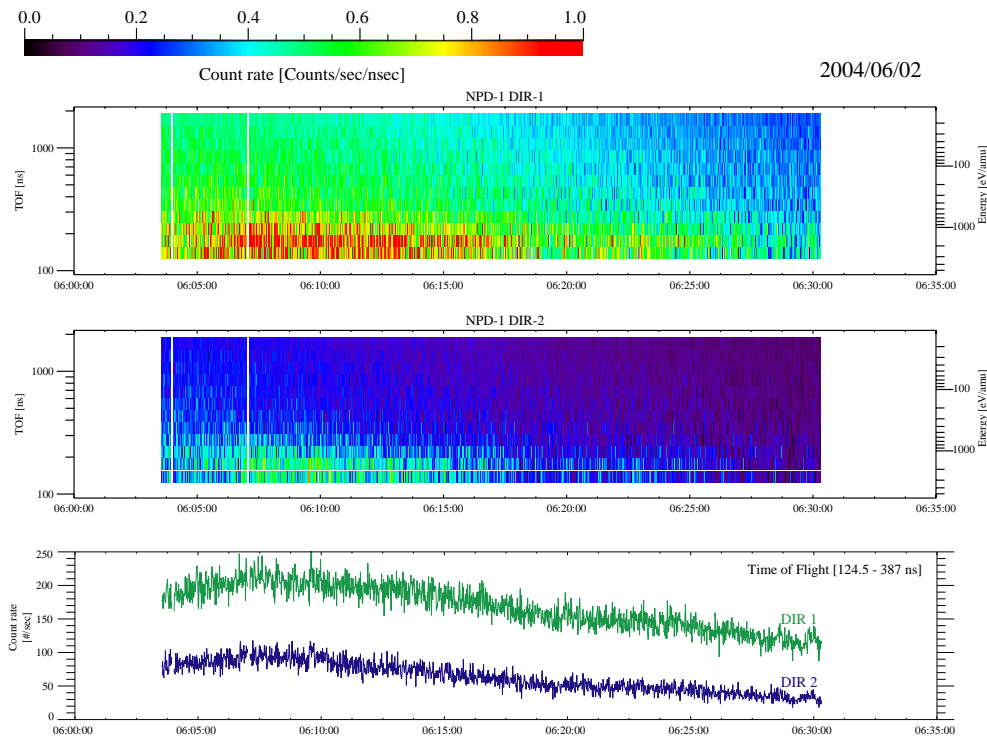 0.0 0.2 0.4 0.6 0.8 1.0
Count rate [Counts/sec/nsec]
2004/06/02
NPD-1 DIR-1
1000
100
TOF [ns]
100
1000
Energy [eV/amu]
06:00:00 06:05:00 06:10:00 06:15:00 06:20:00 06:25:00 06:30:00 06:35:00
NPD-1 DIR-2
1000
100
TOF [ns]
100
1000
Energy [eV/amu]
06:00:00 06:05:00 06:10:00 06:15:00 06:20:00 06:25:00 06:30:00 06:35:00
250
200
150
100
50
0
Count rate
[#/sec]
Time of Flight [124.5 - 387 ns]
DIR 1
DIR 2
06:00:00 06:05:00 06:10:00 06:15:00 06:20:00 06:25:00 06:30:00 06:35:00